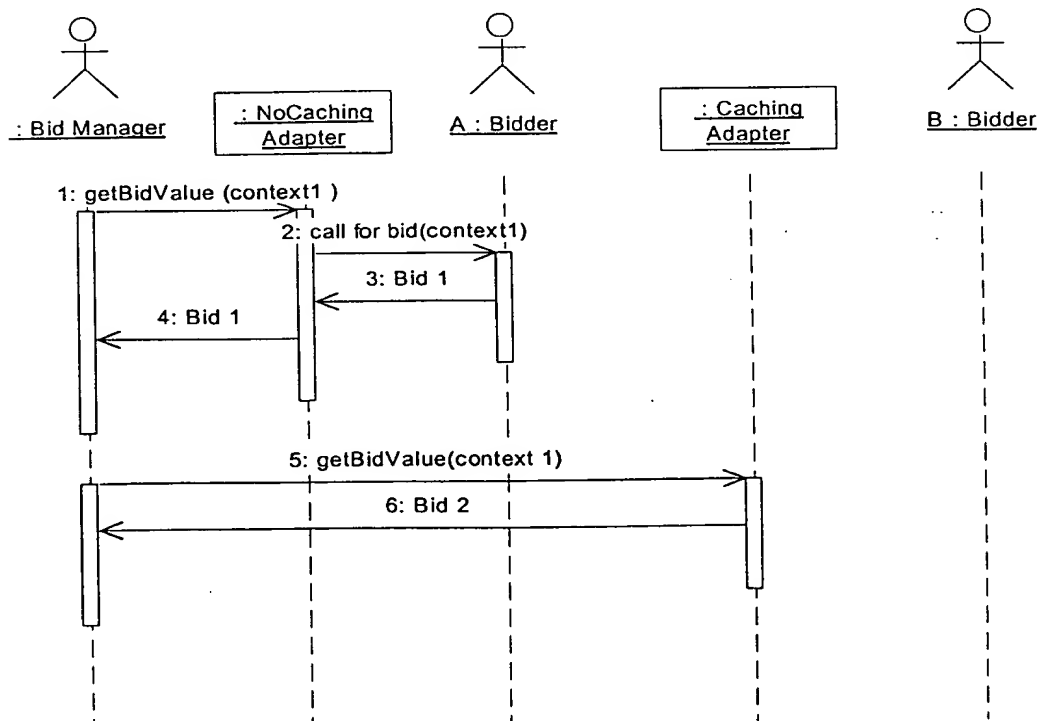 : Bid Manager
: NoCaching
Adapter
A : Bidder
: Caching
Adapter
B : Bidder
1: getBidValue (context1 )
2: call for bid(context1)
3: Bid 1
4: Bid 1
5: getBidValue(context 1)
6: Bid 2